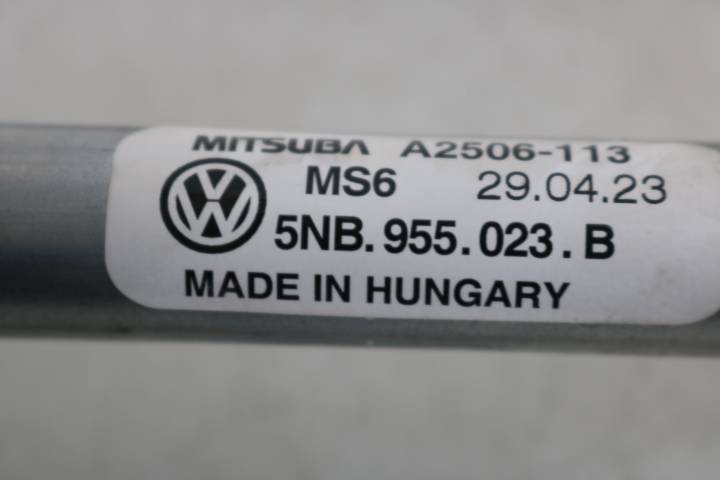 MITSUBA A2506-113
MS6 29.04.23
5NB.955.023.B
MADE IN HUNGARY